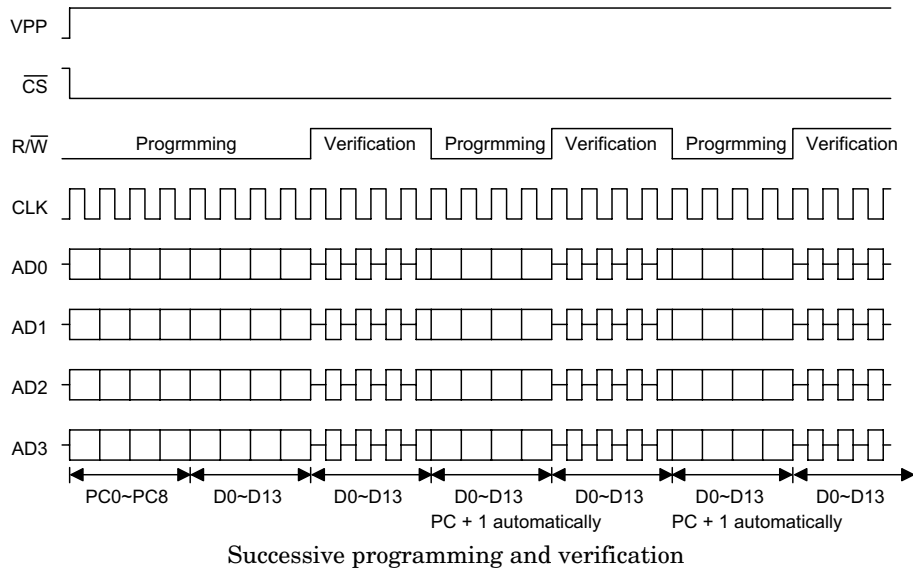 VPP
CS
R/W
Progrmming Verification Progrmming Verification Progrmming Verification
CLK
AD0
AD1
AD2
AD3
PC0~PC8 D0~D13 D0~D13 D0~D13 D0~D13 D0~D13 D0~D13
PC + 1 automatically PC + 1 automatically
Successive programming and verification